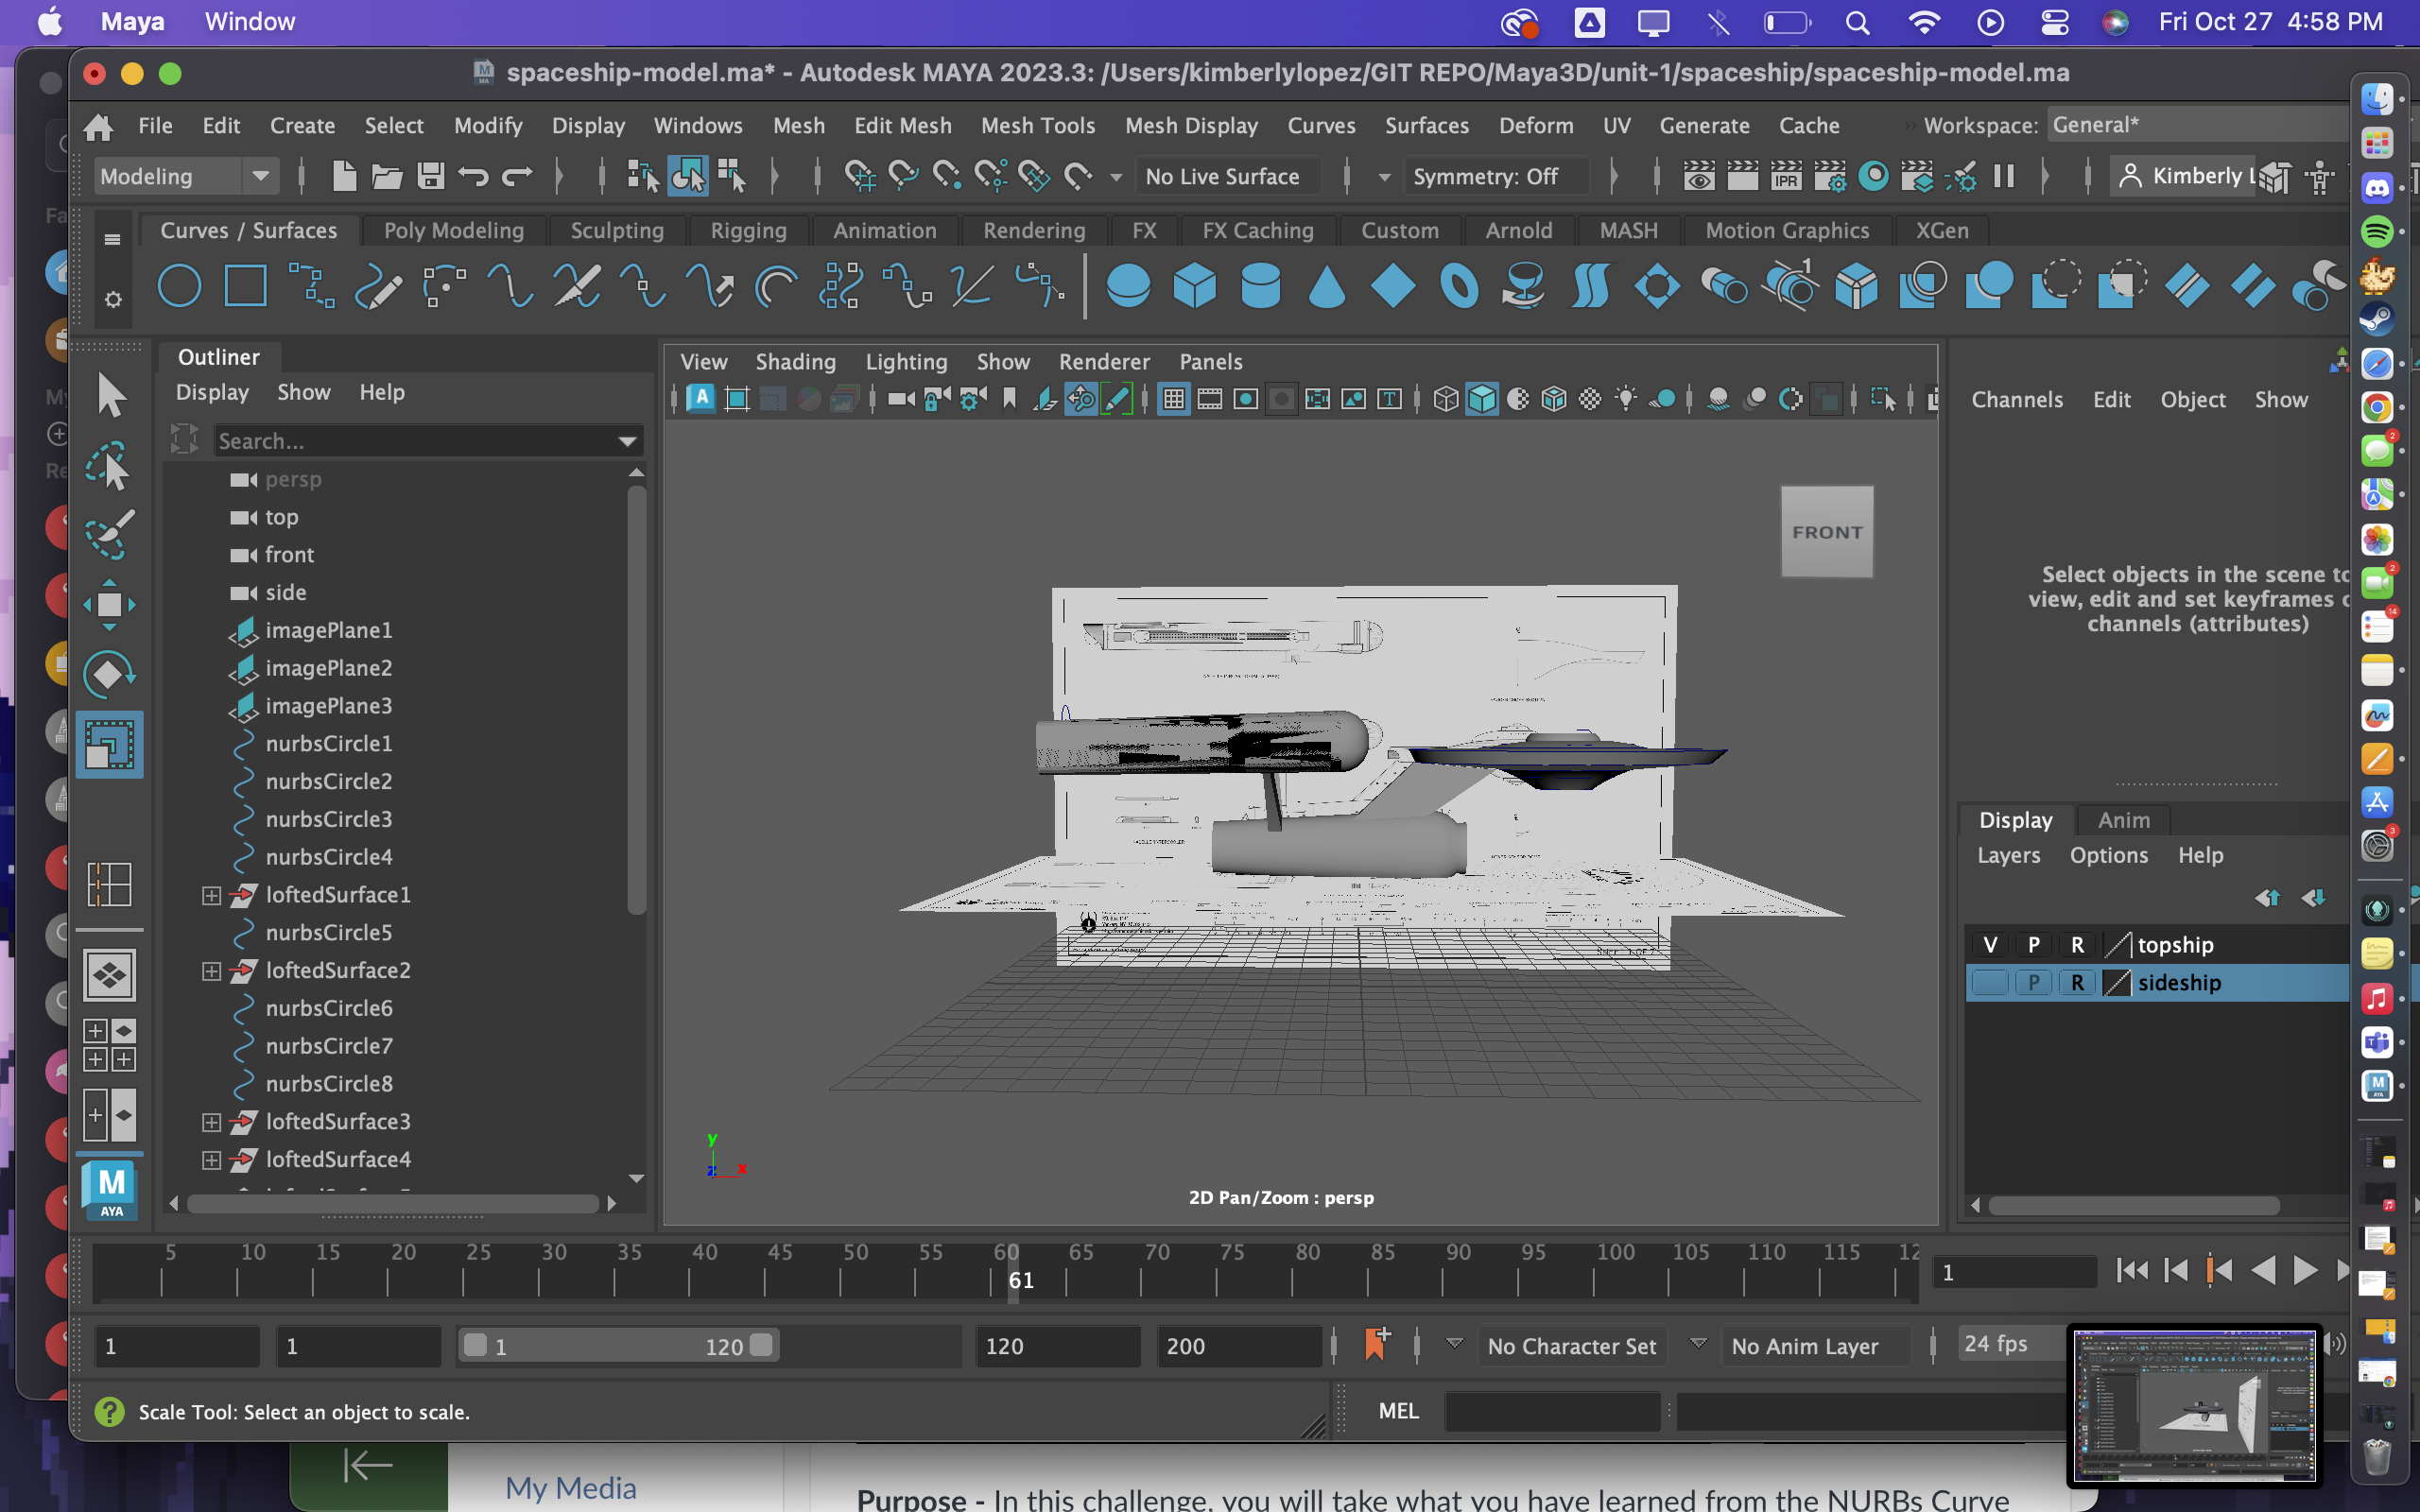 Maya Window Fri Oct 27 4:58 PM
spaceship-model.ma* - Autodesk MAYA 2023.3: /Users/kimberlylopez/GIT REPO/Maya3D/unit-1/spaceship/spaceship-model.ma
File Edit Create Select Modify Display Windows Mesh Edit Mesh Mesh Tools Mesh Display Curves Surfaces Deform UV Generate Cache Workspace: General*
Modeling No Live Surface Symmetry: Off IPR Kimberly L
Curves / Surfaces Poly Modeling Sculpting Rigging Animation Rendering FX FX Caching Custom Arnold MASH Motion Graphics XGen
Outliner
Display Show Help
Search...
persp
top
front
side
imagePlane1
imagePlane2
imagePlane3
nurbsCircle1
nurbsCircle2
nurbsCircle3
nurbsCircle4
loftedSurface1
nurbsCircle5
loftedSurface2
nurbsCircle6
nurbsCircle7
nurbsCircle8
loftedSurface3
loftedSurface4
View Shading Lighting Show Renderer Panels
FRONT
y
z x
2D Pan/Zoom : persp
Channels Edit Object Show
Select objects in the scene to
view, edit and set keyframes
channels (attributes)
Display Anim
Layers Options Help
V P R topship
P R sideship
M
AYA
5 10 15 20 25 30 35 40 45 50 55 60 65 70 75 80 85 90 95 100 105 110 115 12
61
1
1 1 1 120 120 200 No Character Set No Anim Layer 24 fps
Scale Tool: Select an object to scale. MEL
My Media
Purpose - In this challenge, you will take what you have learned from the NURBs Curve